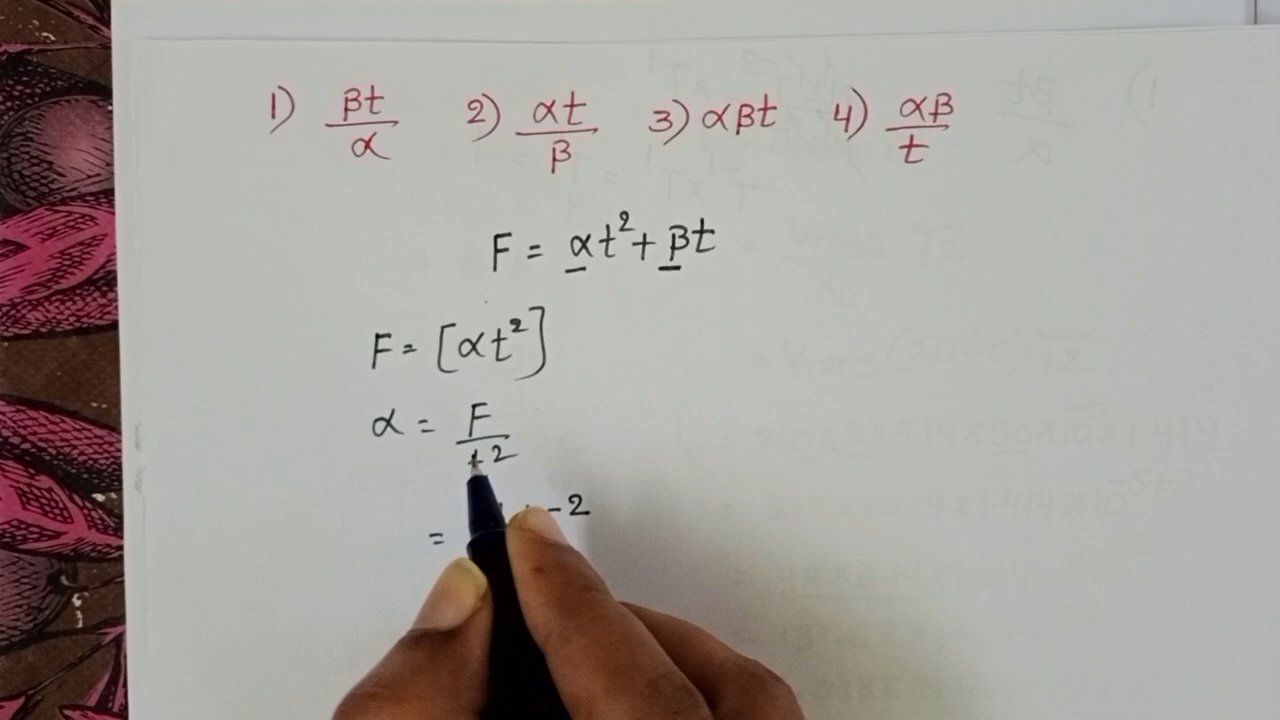 1) βt/α 2) αt/β 3) αβt 4) αβ/t
F = αt²+ βt
F = [αt²]
α = F/t²
= -2